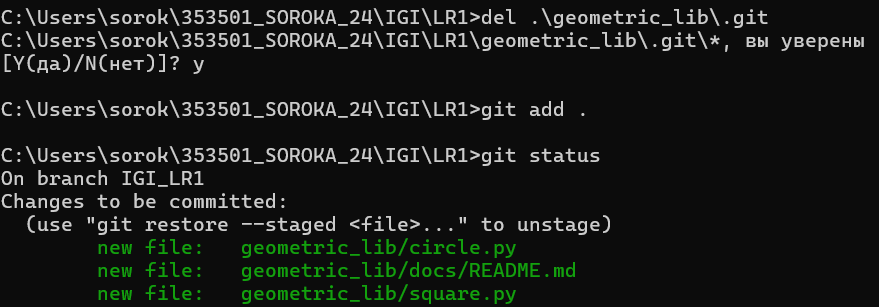 C:\Users\sorok\353501_SOROKA_24\IGI\LR1>del .\geometric_lib\.git
C:\Users\sorok\353501_SOROKA_24\IGI\LR1\geometric_lib\.git\*, вы уверены
[Y(да)/N(нет)]? y
C:\Users\sorok\353501_SOROKA_24\IGI\LR1>git add .
C:\Users\sorok\353501_SOROKA_24\IGI\LR1>git status
On branch IGI_LR1
Changes to be committed:
(use "git restore --staged <file>..." to unstage)
new file: geometric_lib/circle.py
new file: geometric_lib/docs/README.md
new file: geometric_lib/square.py